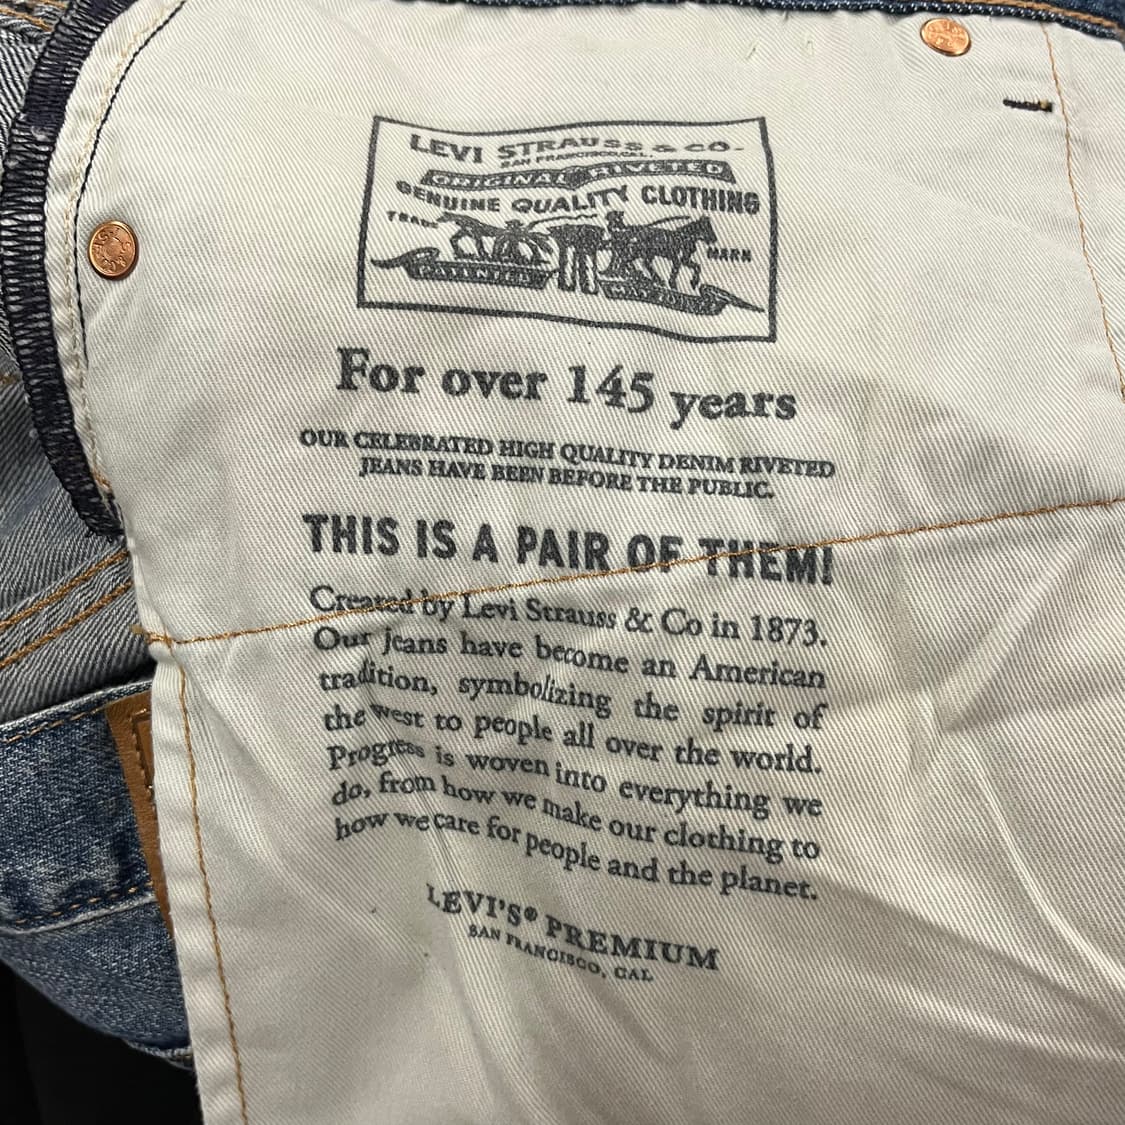 LEVI STRAUSS & CO.
SAN FRANCISCO, CAL.
ORIGINAL RIVETED
GENUINE QUALITY CLOTHING
TRADE MARK
PATENTED
For over 145 years
OUR CELEBRATED HIGH QUALITY DENIM RIVETED
JEANS HAVE BEEN BEFORE THE PUBLIC.
THIS IS A PAIR OF THEM!
Created by Levi Strauss & Co in 1873.
Our jeans have become an American
tradition, symbolizing the spirit of
the west to people all over the world.
Progress is woven into everything we
do, from how we make our clothing to
how we care for people and the planet.
LEVI'S® PREMIUM
SAN FRANCISCO, CAL